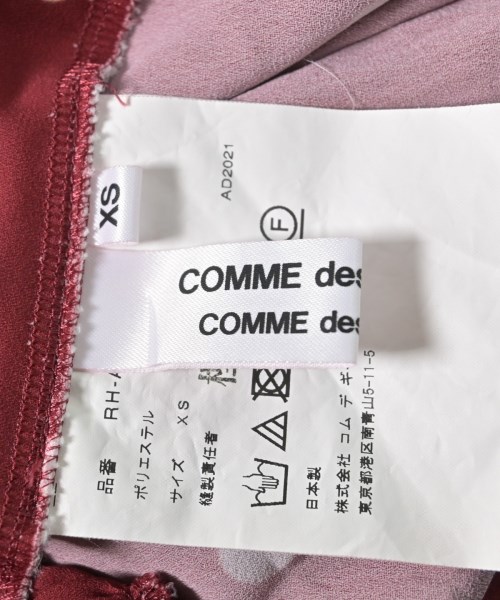 XS
COMME des
COMME des
AD2021
F
品番 RH-A
ポリエステル
サイズ XS
縫製責任者
日本製
株式会社 コム デ ギ
東京都港区南青山5-11-5